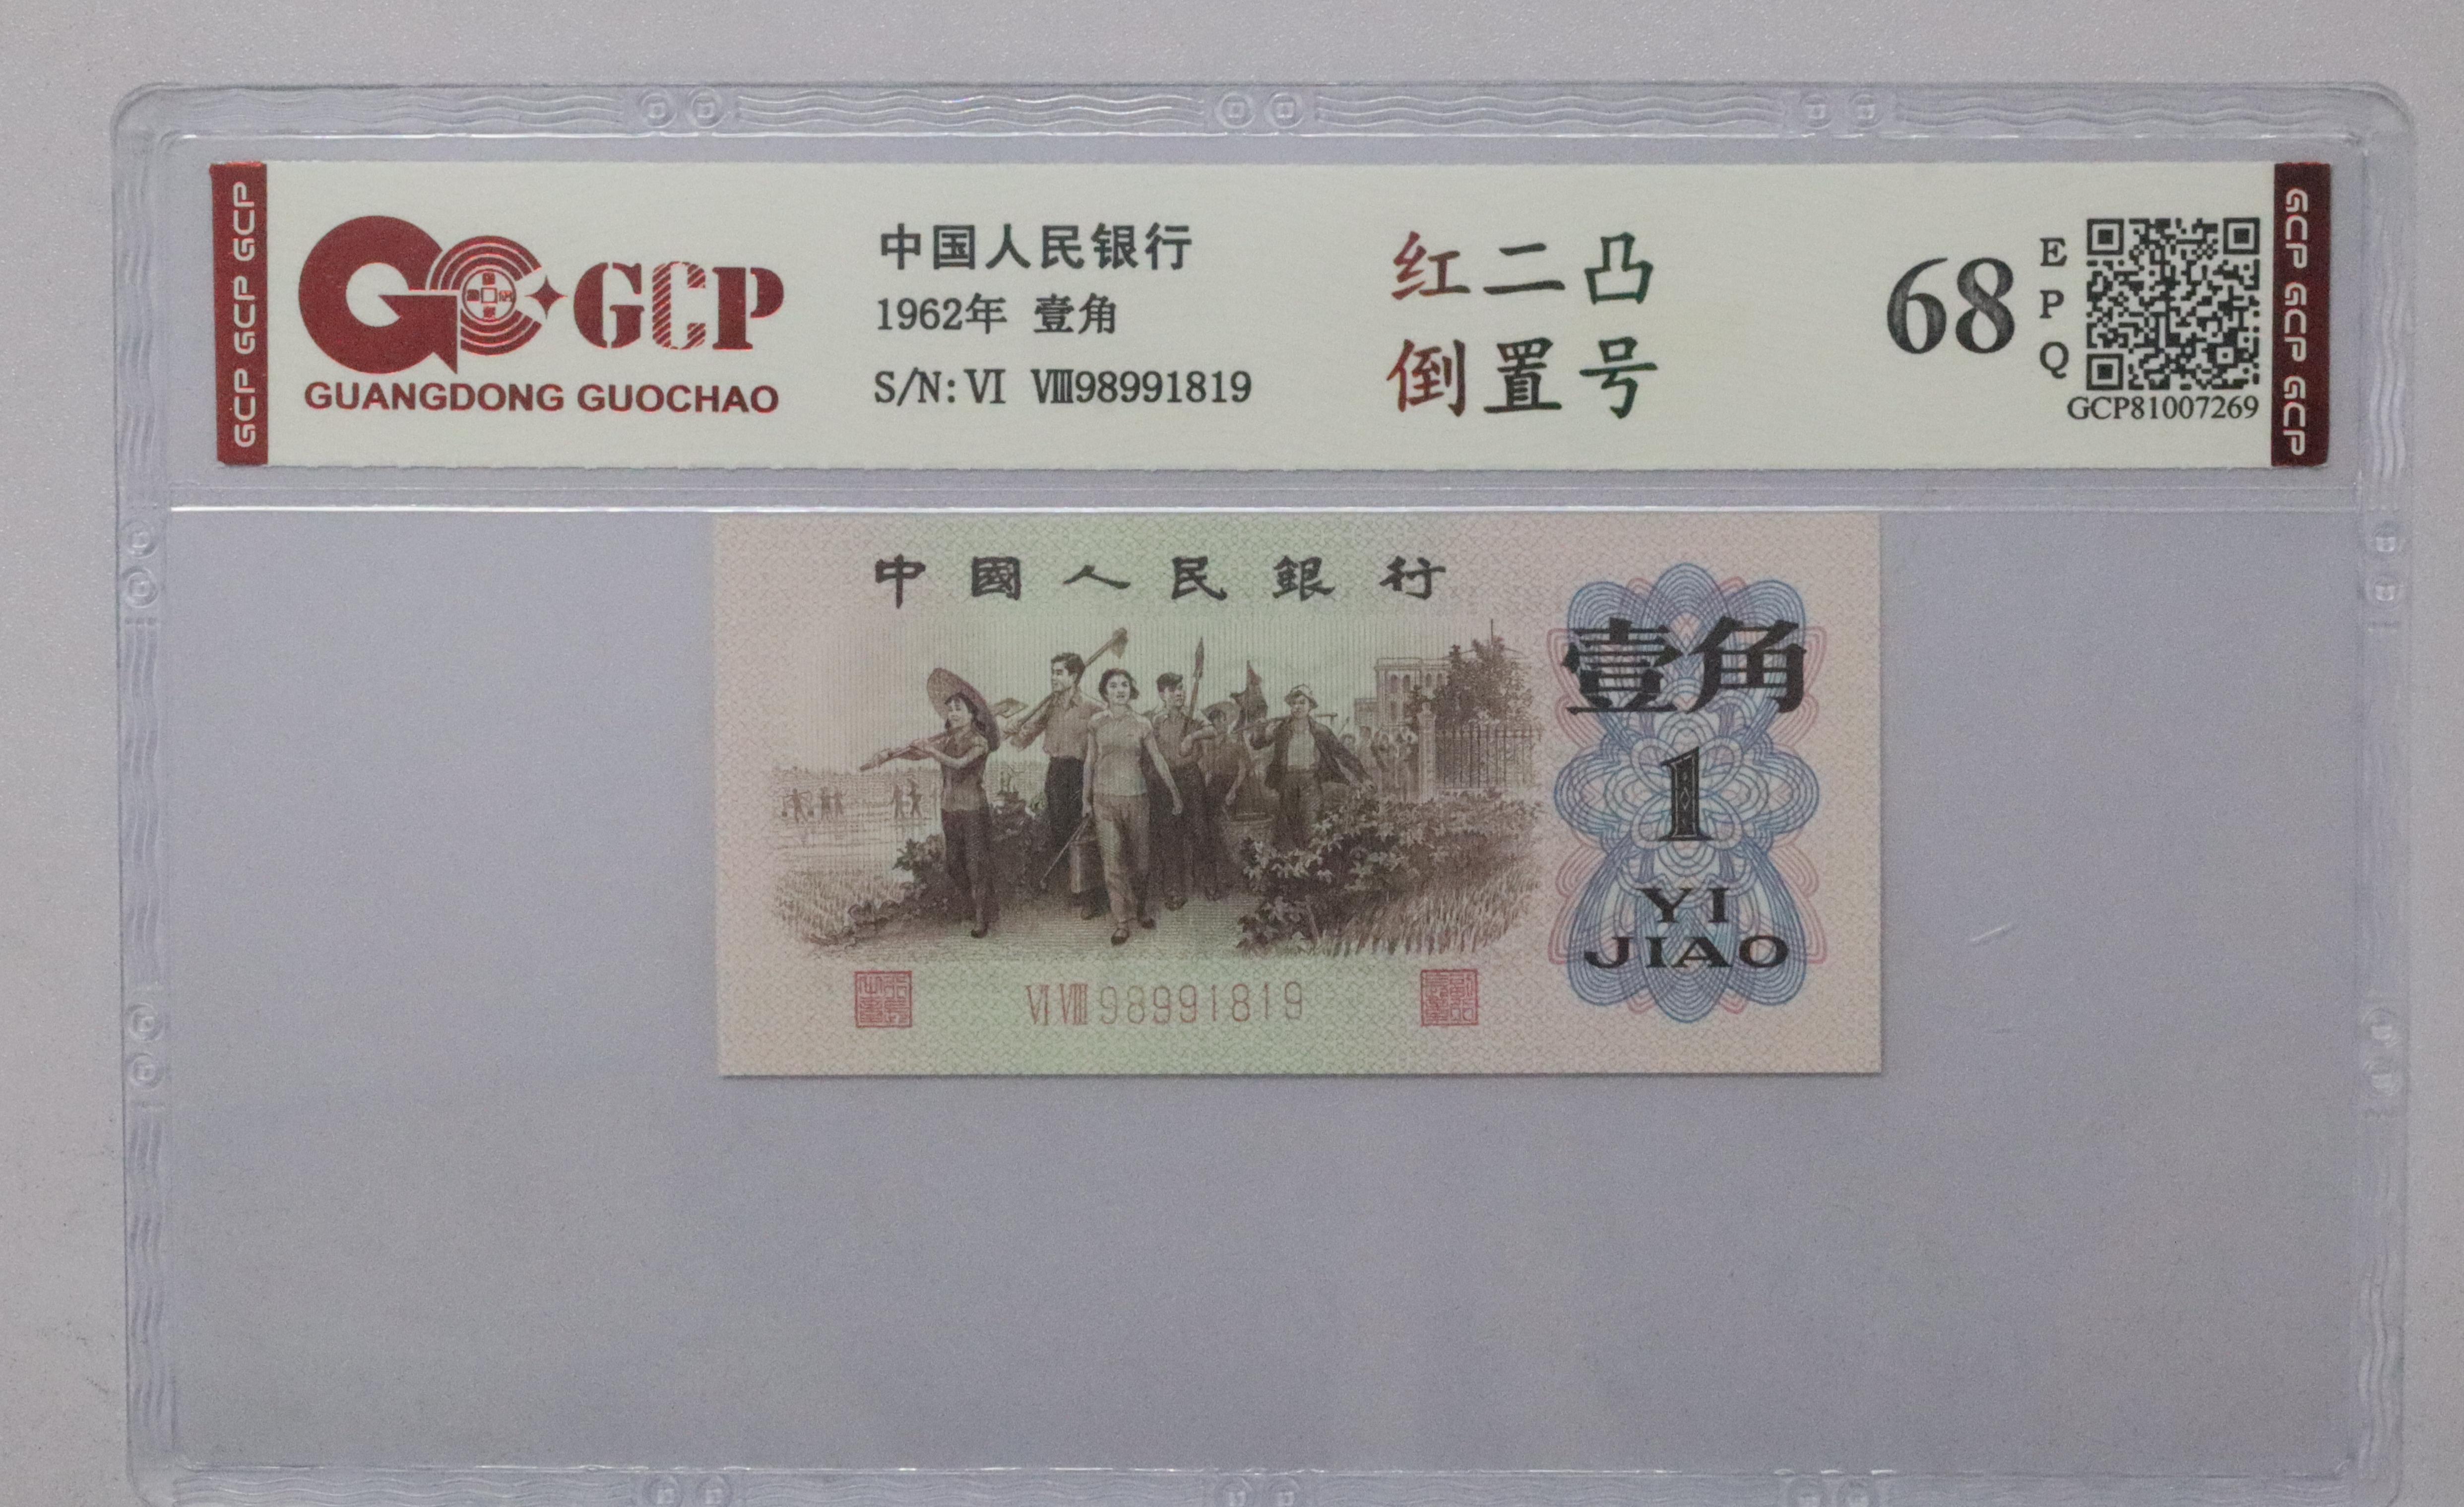 GCP GCP GCP
GCP
GUANGDONG GUOCHAO
中国人民银行
1962年 壹角
S/N: VI VIII98991819
红二凸
倒置号
68
EPQ
GCP81007269
GCP GCP GCP
中國人民銀行
壹角
1
YI
JIAO
VI VIII 98991819